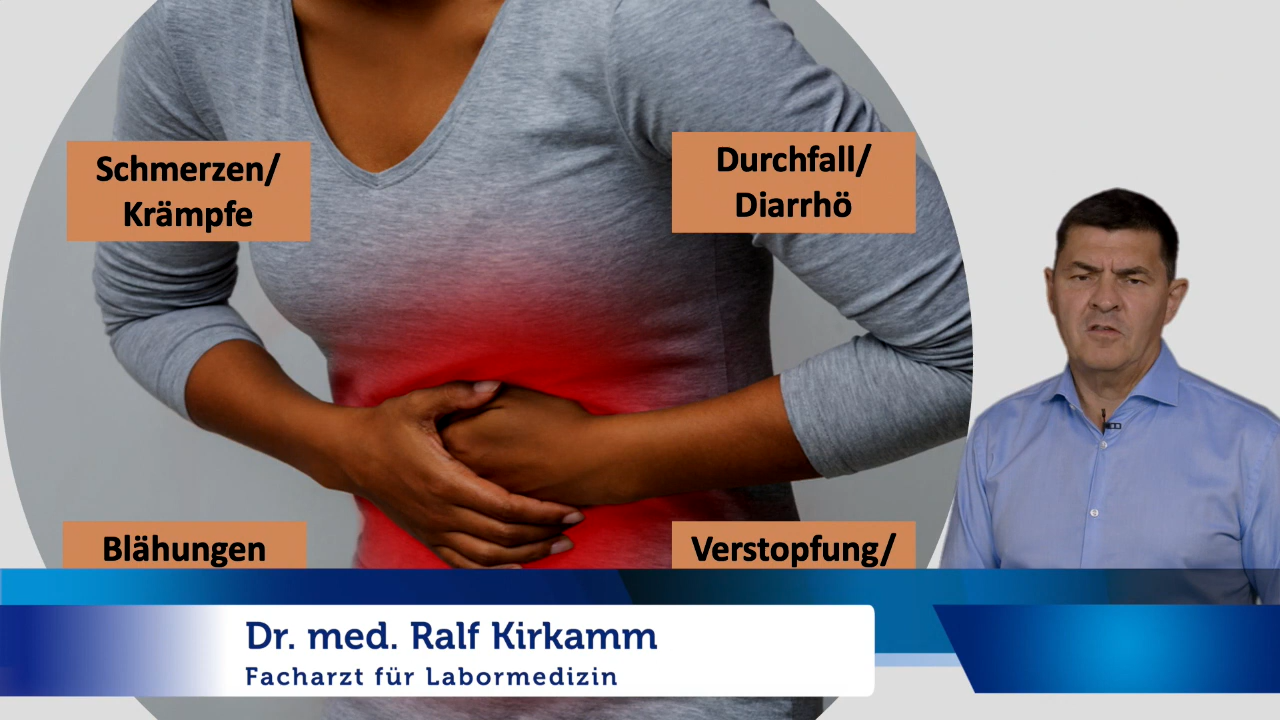 Schmerzen/
Krämpfe
Durchfall/
Diarrhö
Blähungen
Verstopfung/
Dr. med. Ralf Kirkamm
Facharzt für Labormedizin